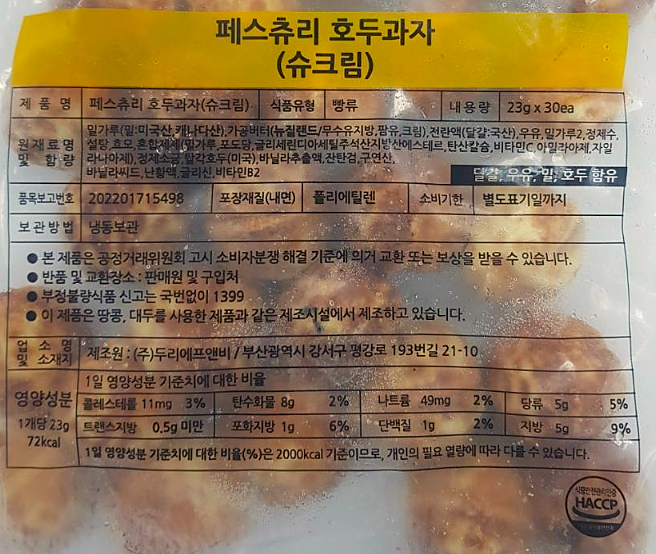 페스츄리 호두과자
(슈크림)
제 품 명 페스츄리 호두과자(슈크림) 식품유형 빵류 내 용 량 23g x 30ea
원 재 료 명 및 함 량
밀가루(밀:미국산,캐나다산),가공버터(뉴질랜드/무수유지방,팜유,크림),전란액(달걀:국산),우유,밀가루2,정제수,
설탕,효모,혼합제제(밀가루,포도당,글리세린디아세틸주석산지방산에스테르,탄산칼슘,비타민C,아밀라아제,자일
라나아제),정제소금,탈각호두(미국),바닐라추출액,잔탄검,구연산,
바닐라씨드,난황액,글리신,비타민B2
달걀, 우유, 밀, 호두 함유
품목보고번호 202201715498 포장재질(내면) 폴리에틸렌 소비기한 별도표기일까지
보 관 방 법 냉동보관
● 본 제품은 공정거래위원회 고시 소비자분쟁 해결 기준에 의거 교환 또는 보상을 받을 수 있습니다.
● 반품 및 교환장소 : 판매원 및 구입처
● 부정불량식품 신고는 국번없이 1399
● 이 제품은 땅콩, 대두를 사용한 제품과 같은 제조시설에서 제조하고 있습니다.
업 소 명 및 소재지 제조원 : (주)두리에프앤비 / 부산광역시 강서구 평강로 193번길 21-10
영양성분
1개당 23g
72kcal
1일 영양성분 기준치에 대한 비율
콜레스테롤 11mg 3% 탄수화물 8g 2% 나트륨 49mg 2% 당류 5g 5%
트랜스지방 0.5g 미만 포화지방 1g 6% 단백질 1g 2% 지방 5g 9%
1일 영양성분 기준치에 대한 비율(%)은 2000kcal 기준이므로, 개인의 필요 열량에 따라 다를 수 있습니다.
식품안전관리인증
HACCP